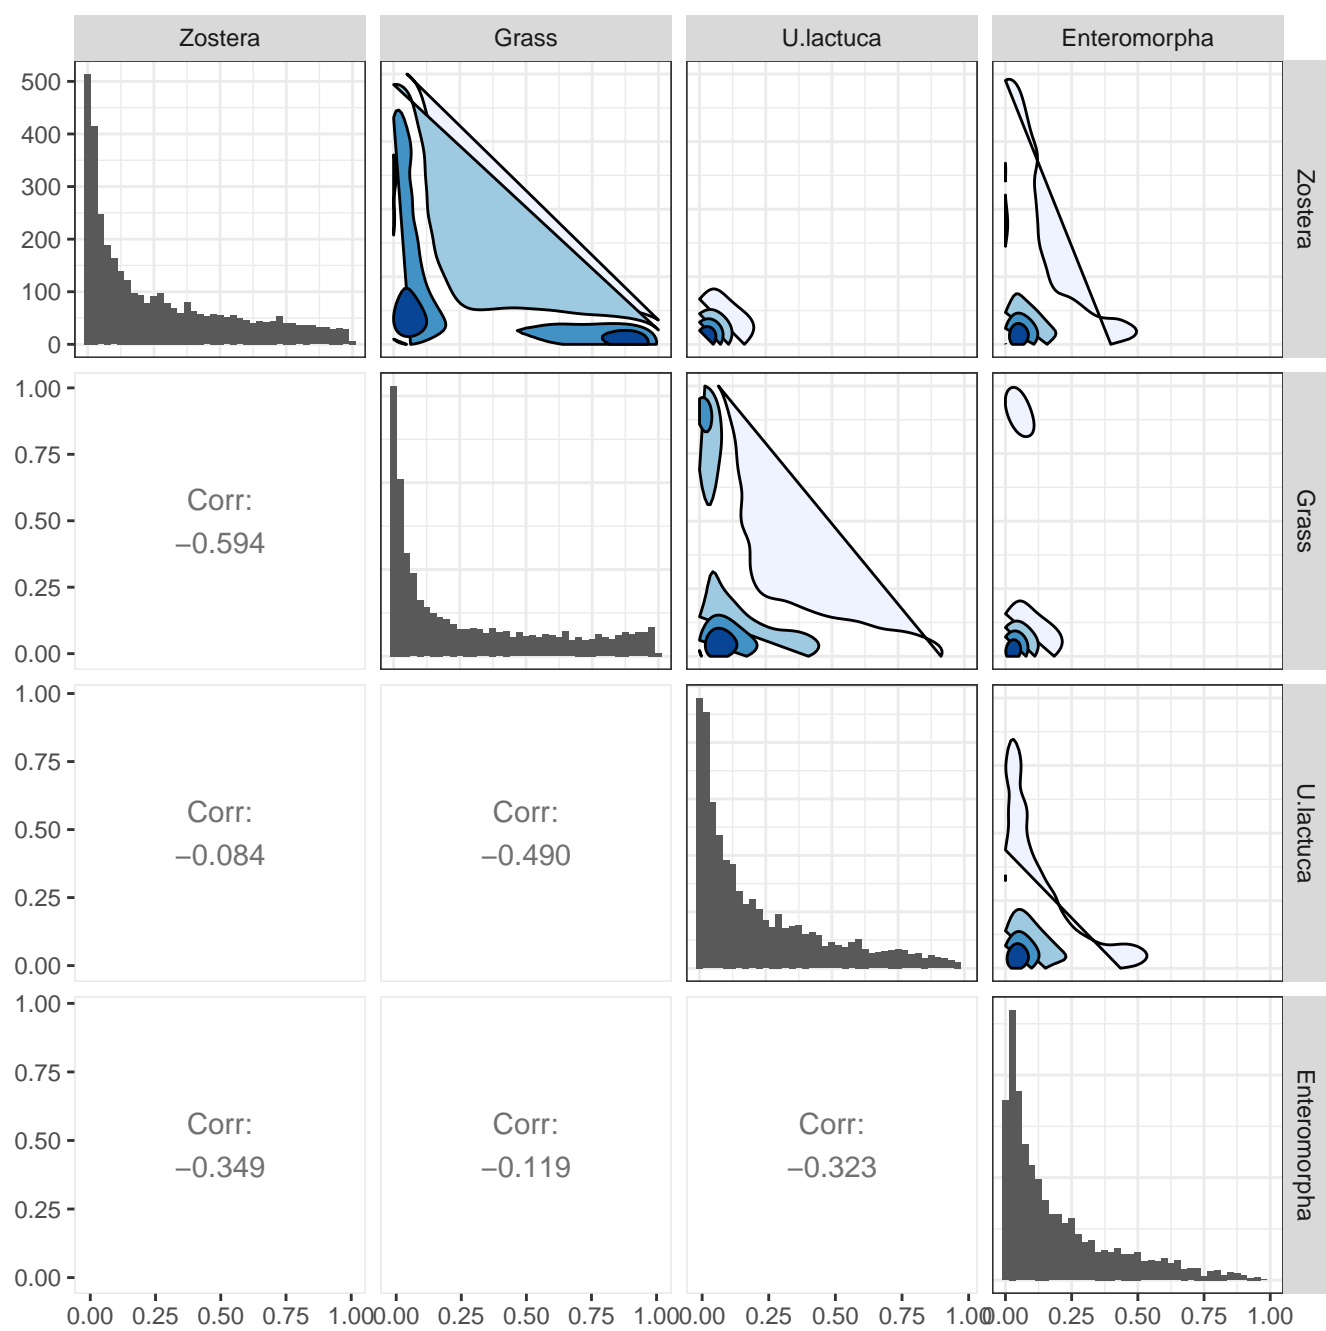 Zostera Grass U.lactuca Enteromorpha
500
400
300
200
100
0
Zostera
1.00
0.75
0.50
0.25
0.00
Corr:
−0.594
Grass
1.00
0.75
0.50
0.25
0.00
Corr: Corr:
−0.084 −0.490
U.lactuca
1.00
0.75
0.50
0.25
0.00
Corr: Corr: Corr:
−0.349 −0.119 −0.323
Enteromorpha
0.00 0.25 0.50 0.75 1.00 0.00 0.25 0.50 0.75 1.00 0.00 0.25 0.50 0.75 1.00 0.00 0.25 0.50 0.75 1.00